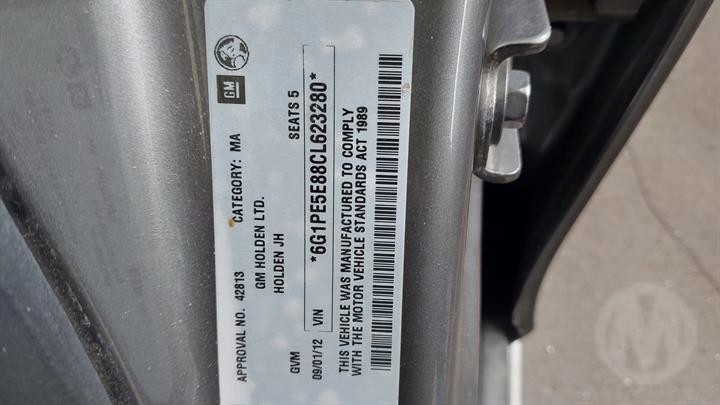 APPROVAL NO. 42813 CATEGORY: MA
GM HOLDEN LTD.
HOLDEN JH
GM
GVM SEATS 5
09/01/12 VIN *6G1PE5E88CL623280*
THIS VEHICLE WAS MANUFACTURED TO COMPLY
WITH THE MOTOR VEHICLE STANDARDS ACT 1989
M